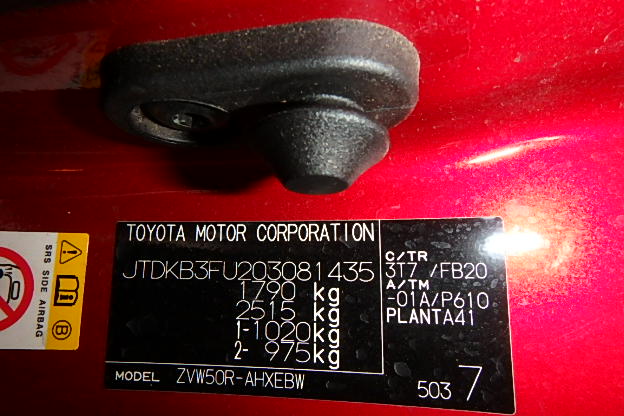 TOYOTA MOTOR CORPORATION
JTDKB3FU203081435
1790 kg
2515 kg
1-1020 kg
2- 975 kg
C/TR
3T7 /FB20
A/TM
-01A/P610
PLANTA41
MODEL ZVW50R-AHXEBW
503 7
SRS SIDE AIRBAG
B